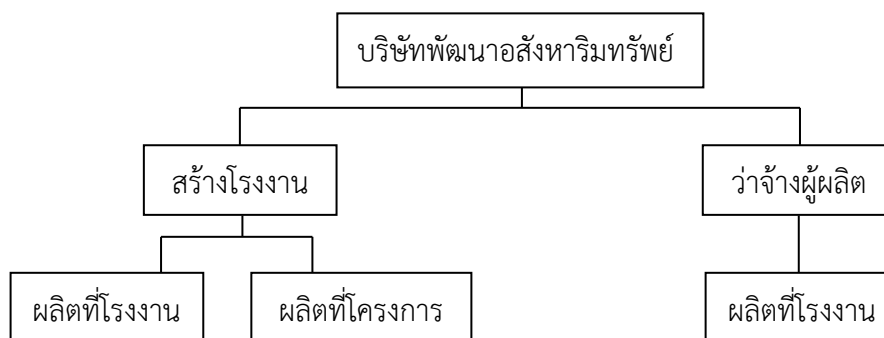 บริษัทพัฒนาอสังหาริมทรัพย์
สร้างโรงงาน
ว่าจ้างผู้ผลิต
ผลิตที่โรงงาน
ผลิตที่โครงการ
ผลิตที่โรงงาน